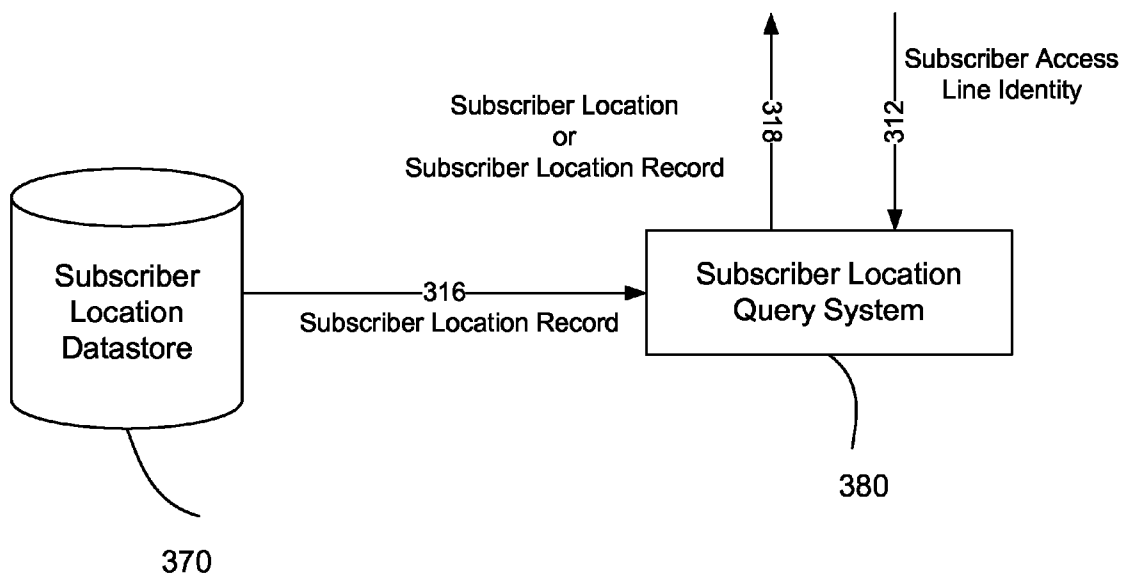 Subscriber Access
Line Identity
Subscriber Location
or
Subscriber Location Record
318
312
Subscriber
Location
Datastore
316
Subscriber Location Record
Subscriber Location
Query System
380
370